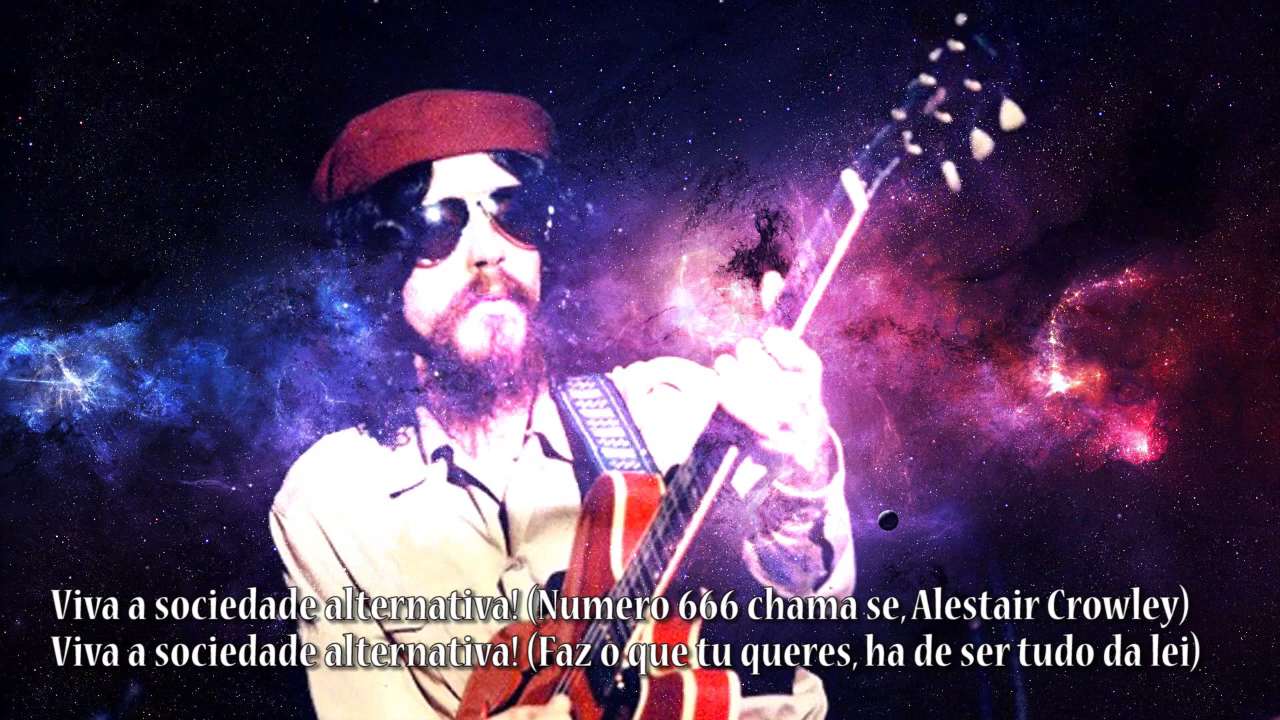 Viva a sociedade alternativa! (Numero 666 chama se, Alestair Crowley)
Viva a sociedade alternativa! (Faz o que tu queres, ha de ser tudo da lei)